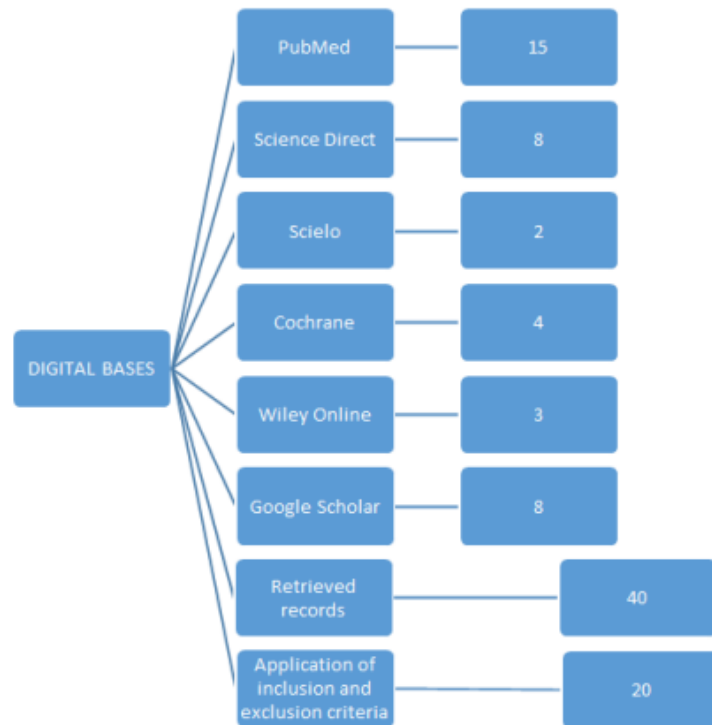 PubMed
15
Science Direct
8
Scielo
2
Cochrane
4
DIGITAL BASES
Wiley Online
3
Google Scholar
8
Retrieved
records
40
Application of
inclusion and
exclusion criteria
20